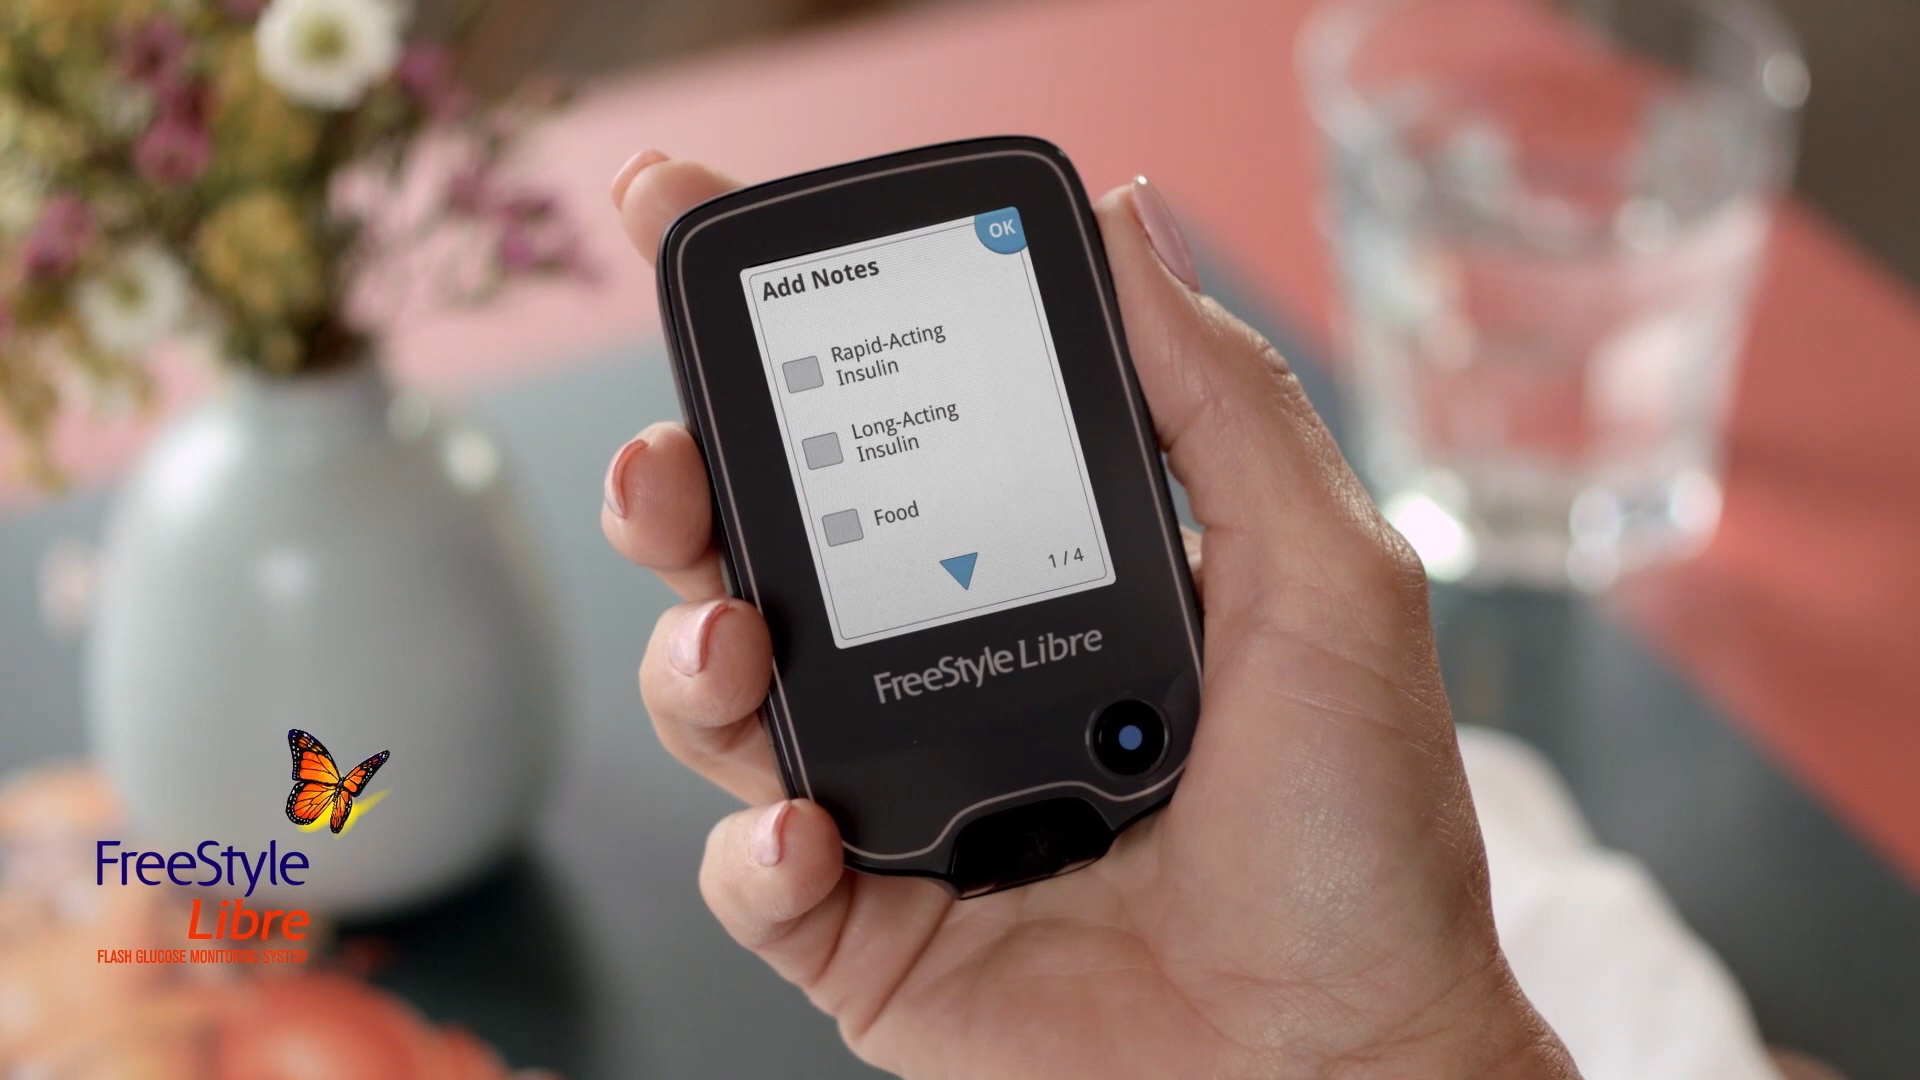 OK
Add Notes
Rapid-Acting
Insulin
Long-Acting
Insulin
Food
1 / 4
FreeStyle Libre
FreeStyle
Libre
FLASH GLUCOSE MONITORING SYSTEM